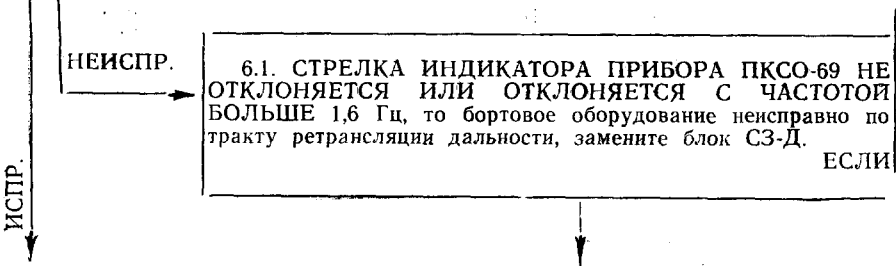 НЕИСПР.
6.1. СТРЕЛКА ИНДИКАТОРА ПРИБОРА ПКСО-69 НЕ
ОТКЛОНЯЕТСЯ ИЛИ ОТКЛОНЯЕТСЯ С ЧАСТОТОЙ
БОЛЬШЕ 1,6 Гц, то бортовое оборудование неисправно по
тракту ретрансляции дальности, замените блок СЗ-Д.
ЕСЛИ
ИСПР.